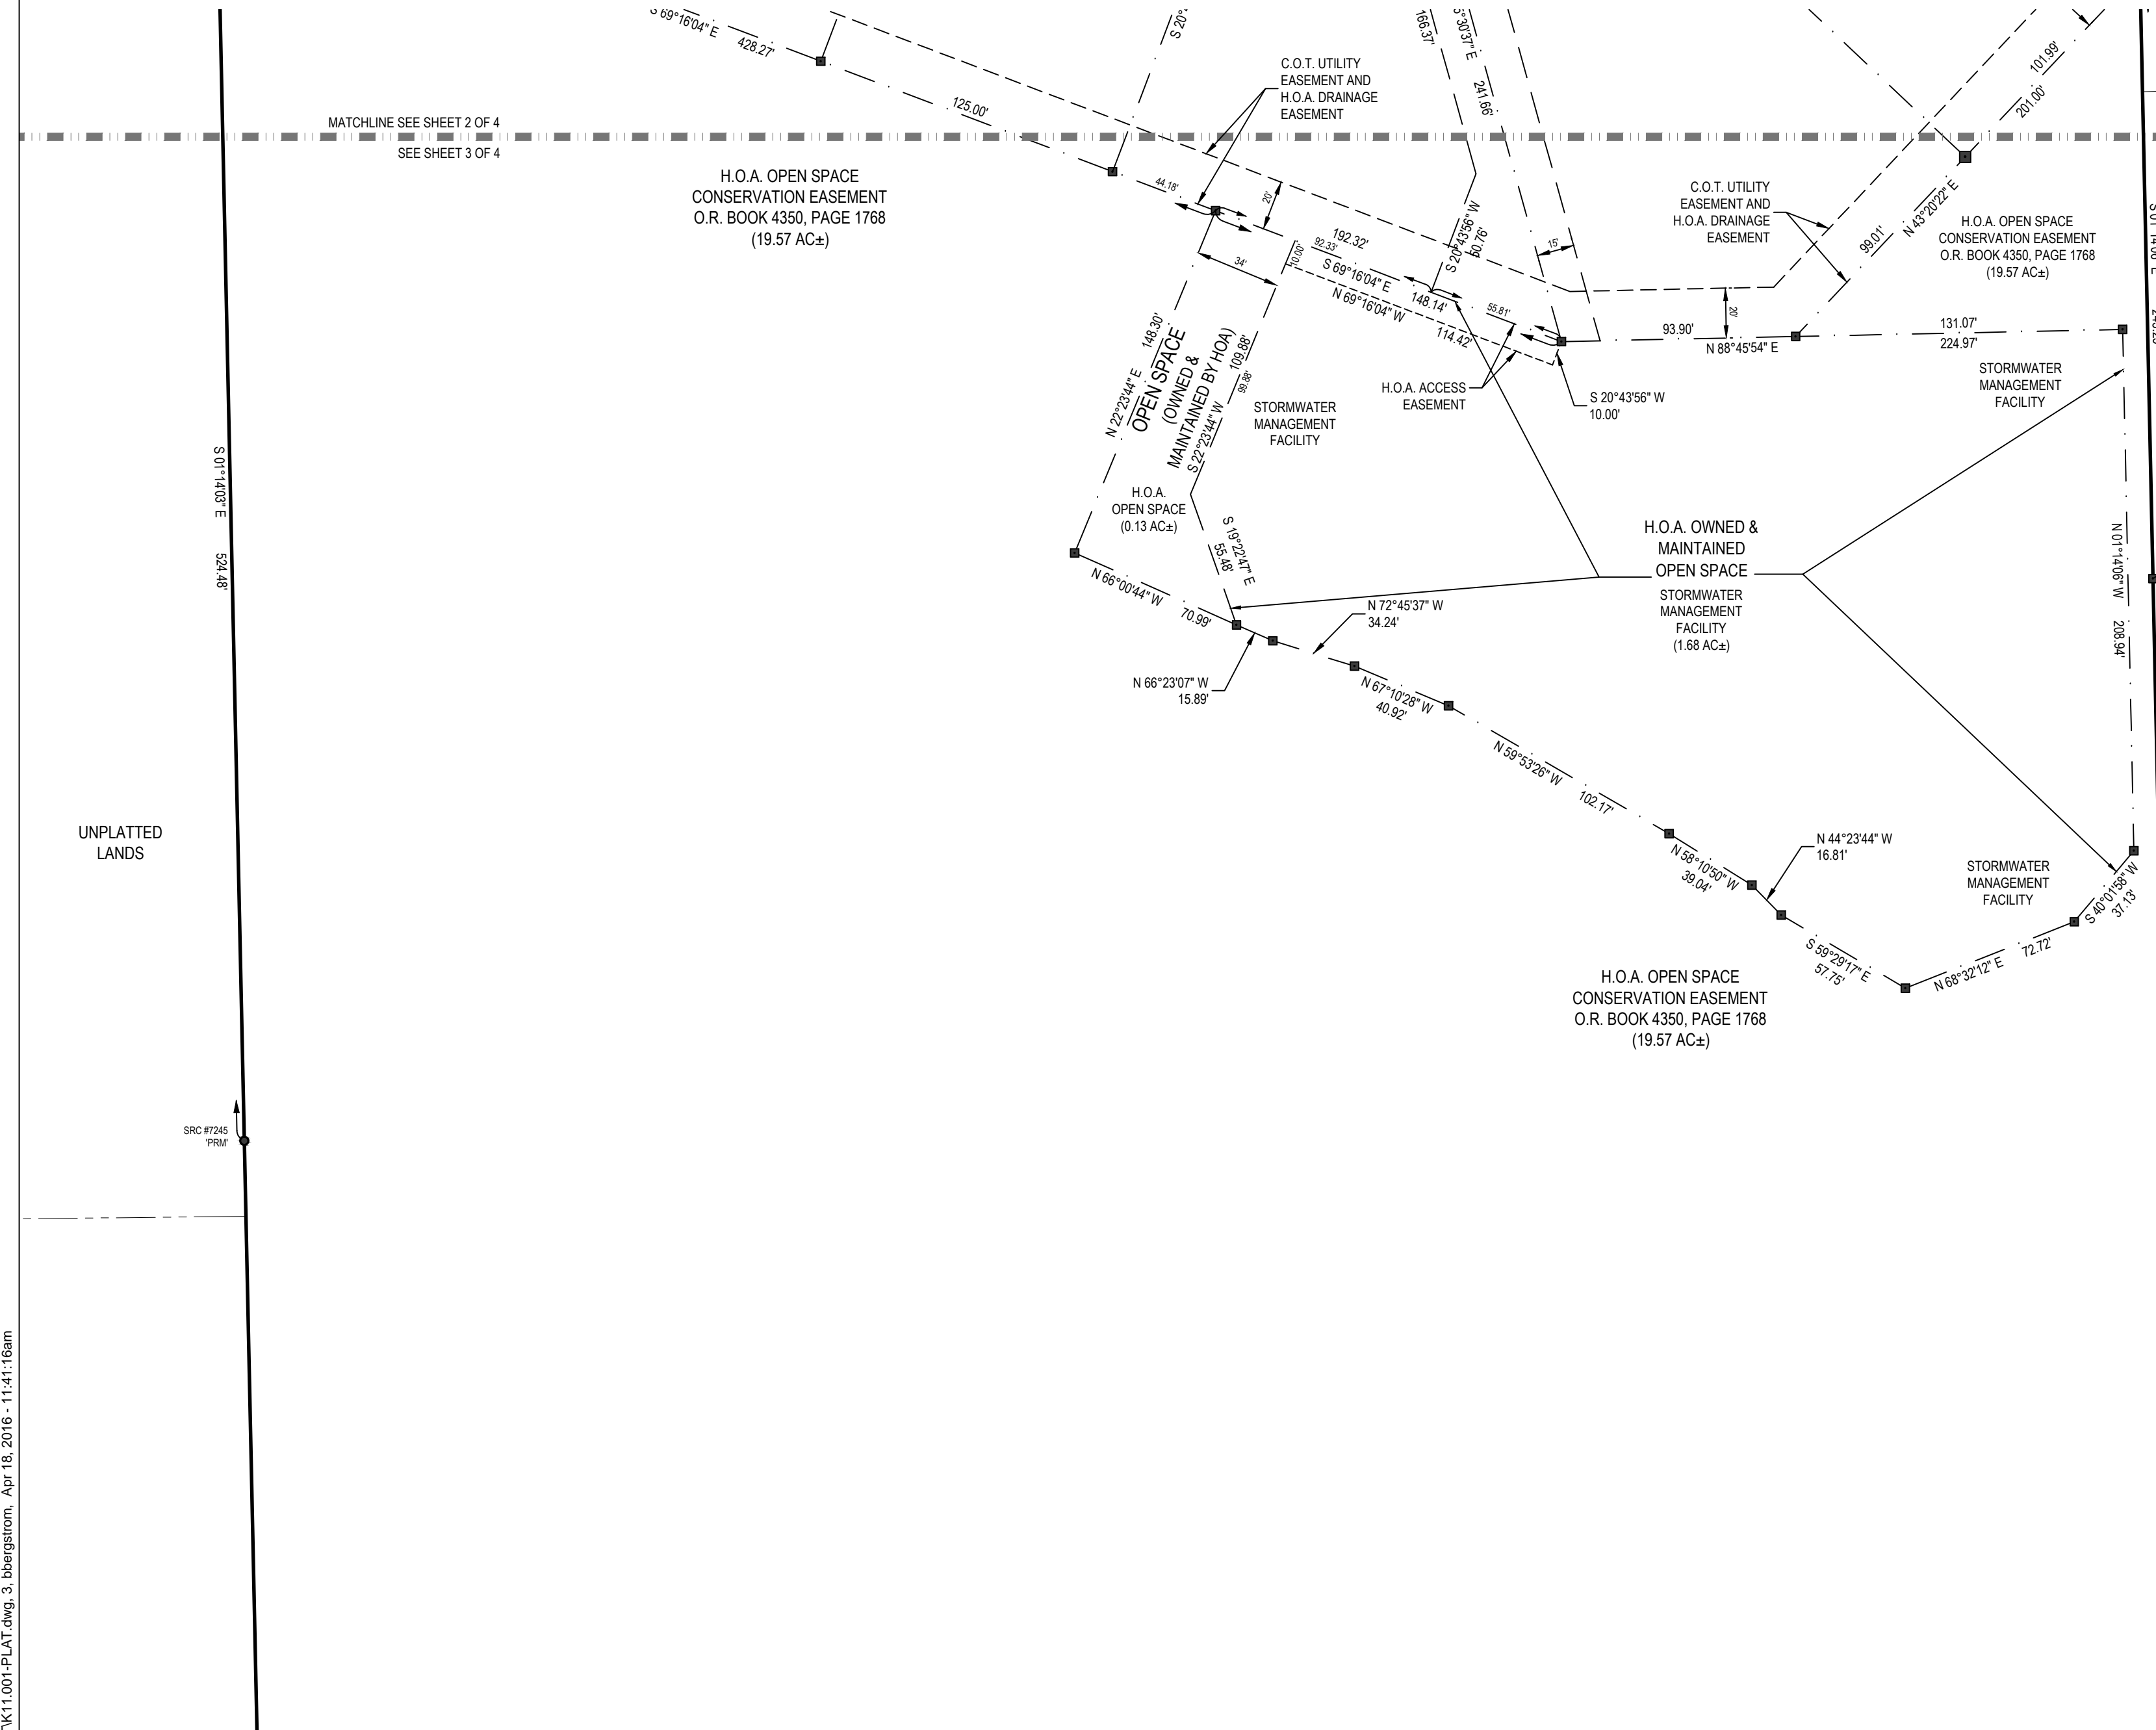 S 69°16'04" E
428.27'
125.00'
S 20°
166.37'
5°30'37" E
241.66'
101.99'
201.00'
C.O.T. UTILITY
EASEMENT AND
H.O.A. DRAINAGE
EASEMENT
MATCHLINE SEE SHEET 2 OF 4
SEE SHEET 3 OF 4
H.O.A. OPEN SPACE
CONSERVATION EASEMENT
O.R. BOOK 4350, PAGE 1768
(19.57 AC±)
44.18'
20'
34'
10.00'
192.32'
92.33'
S 69°16'04" E
148.14'
N 69°16'04" W
114.42'
55.81'
S 20°43'56" W
60.76'
15'
C.O.T. UTILITY
EASEMENT AND
H.O.A. DRAINAGE
EASEMENT
99.01'
N 43°20'22" E
H.O.A. OPEN SPACE
CONSERVATION EASEMENT
O.R. BOOK 4350, PAGE 1768
(19.57 AC±)
20'
93.90'
N 88°45'54" E
131.07'
224.97'
N 22°23'44" E
148.30'
OPEN SPACE
(OWNED &
MAINTAINED BY HOA)
S 22°23'44" W
109.88'
99.88'
H.O.A. ACCESS
EASEMENT
S 20°43'56" W
10.00'
STORMWATER
MANAGEMENT
FACILITY
STORMWATER
MANAGEMENT
FACILITY
S 01°14'03" E
524.48'
H.O.A.
OPEN SPACE
(0.13 AC±)
S 19°22'47" E
55.48'
H.O.A. OWNED &
MAINTAINED
OPEN SPACE
STORMWATER
MANAGEMENT
FACILITY
(1.68 AC±)
N 01°14'06" W
208.94'
N 66°00'44" W
70.99'
N 72°45'37" W
34.24'
N 66°23'07" W
15.89'
N 67°10'28" W
40.92'
N 59°53'26" W
102.17'
UNPLATTED
LANDS
N 58°10'50" W
39.04'
N 44°23'44" W
16.81'
STORMWATER
MANAGEMENT
FACILITY
S 40°01'58" W
37.13'
S 59°29'17" E
57.75'
N 68°32'12" E
72.72'
H.O.A. OPEN SPACE
CONSERVATION EASEMENT
O.R. BOOK 4350, PAGE 1768
(19.57 AC±)
SRC #7245
'PRM'
\K11.001-PLAT.dwg, 3, bbergstrom, Apr 18, 2016 - 11:41:16am